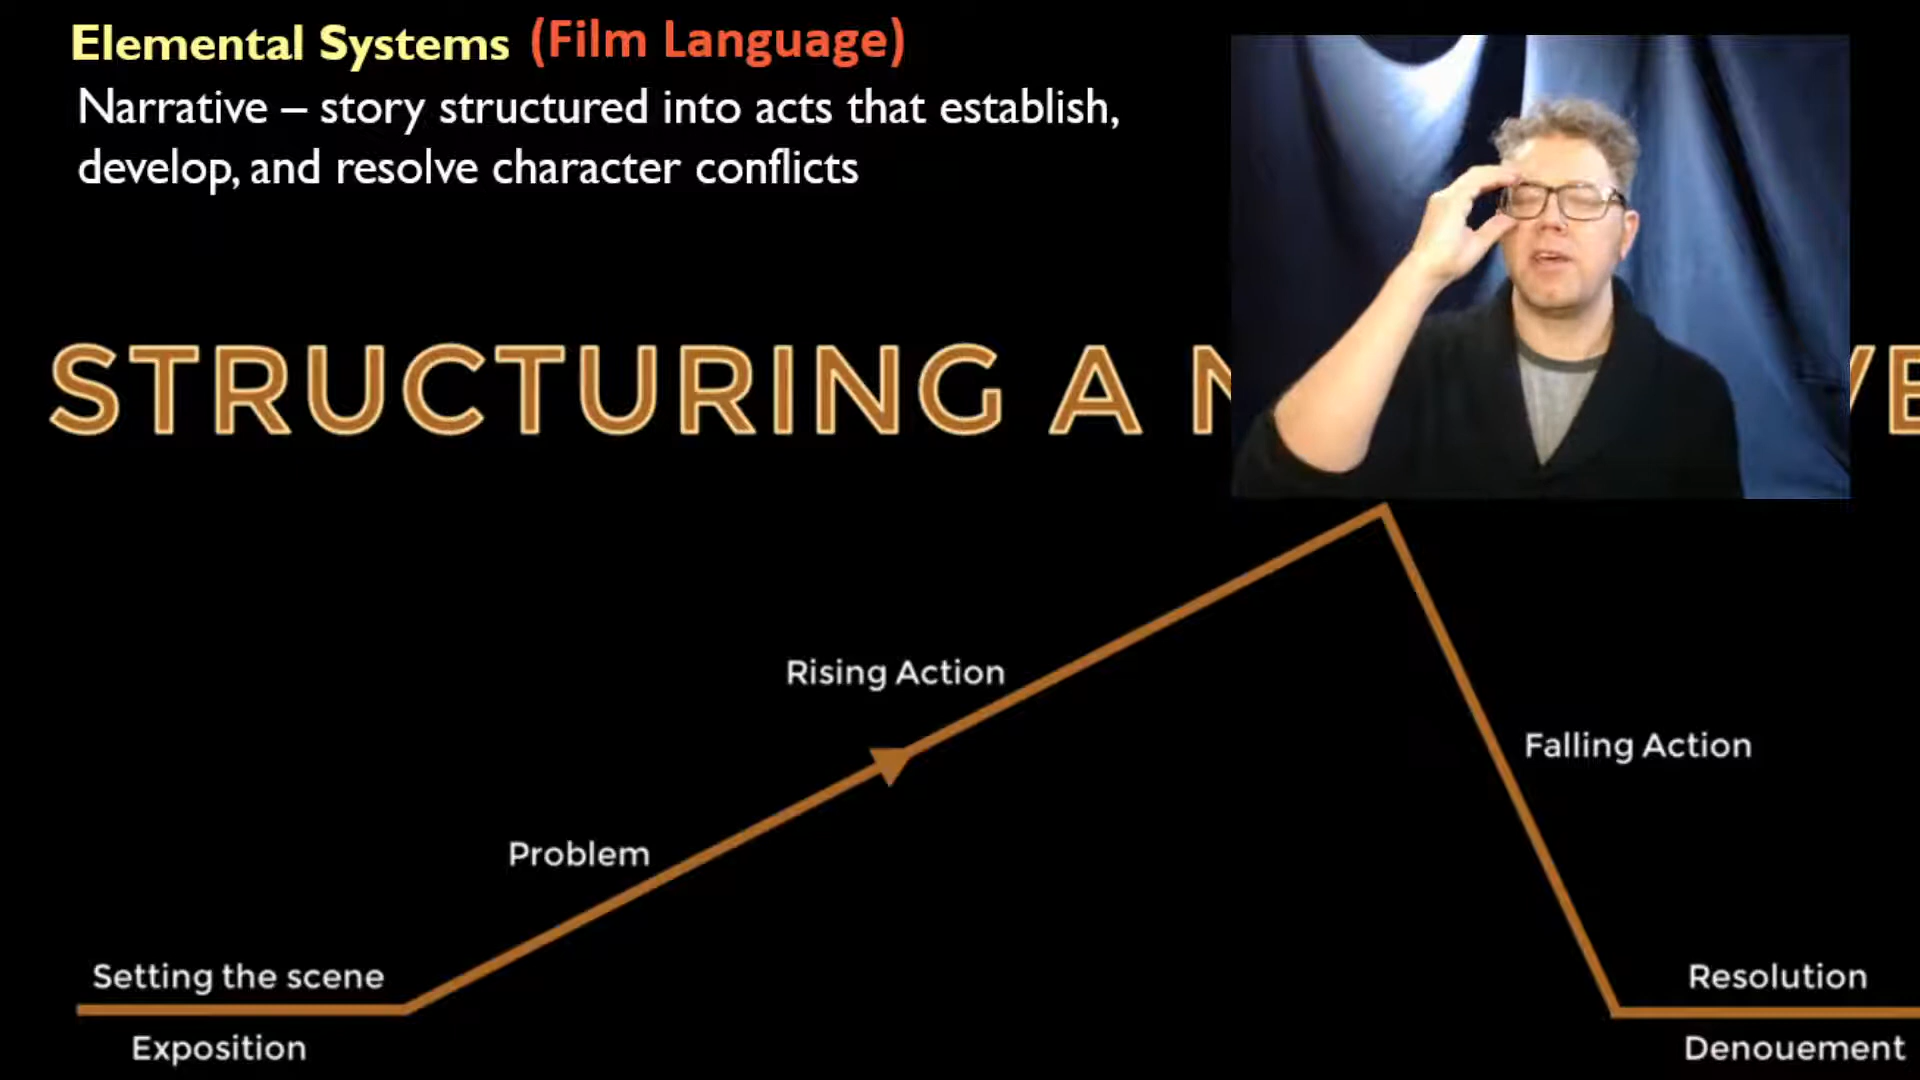 Elemental Systems (Film Language)
Narrative – story structured into acts that establish,
develop, and resolve character conflicts
STRUCTURING A
Rising Action
Falling Action
Problem
Setting the scene
Resolution
Exposition
Denouement